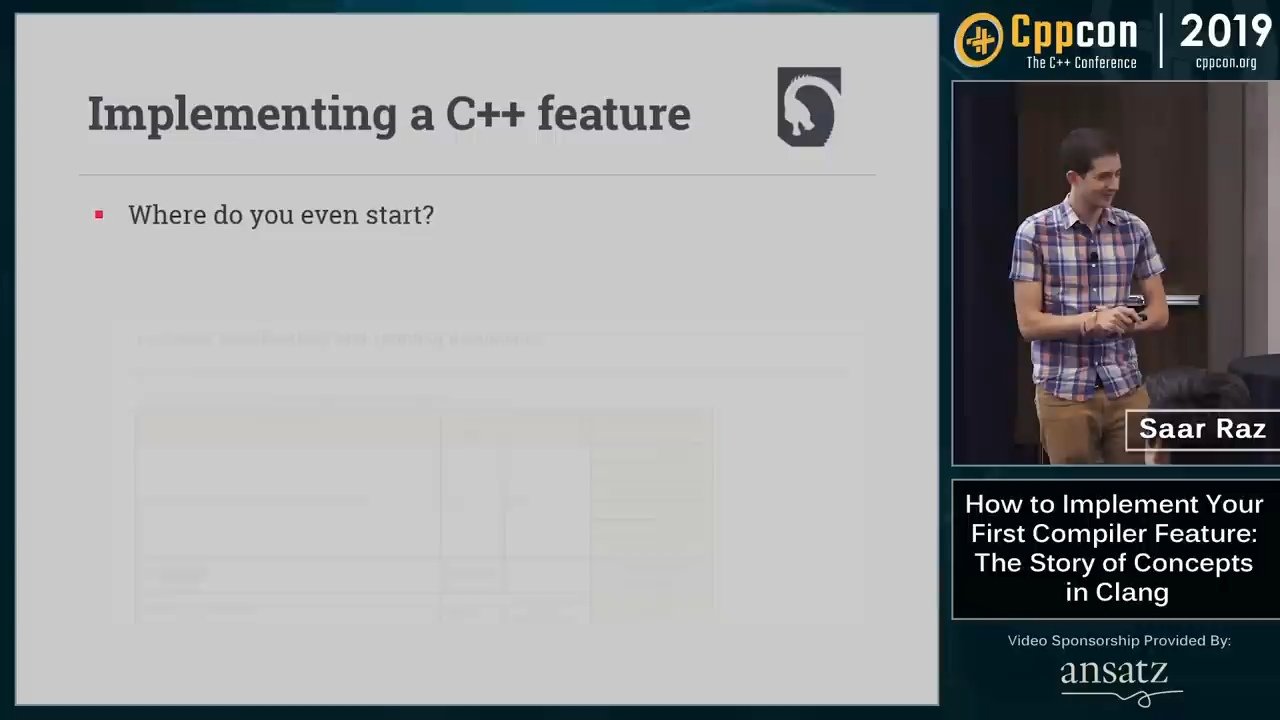 Implementing a C++ feature
Where do you even start?
Cppcon
The C++ Conference
2019
cppcon.org
Saar Raz
How to Implement Your
First Compiler Feature:
The Story of Concepts
in Clang
Video Sponsorship Provided By:
ansatz